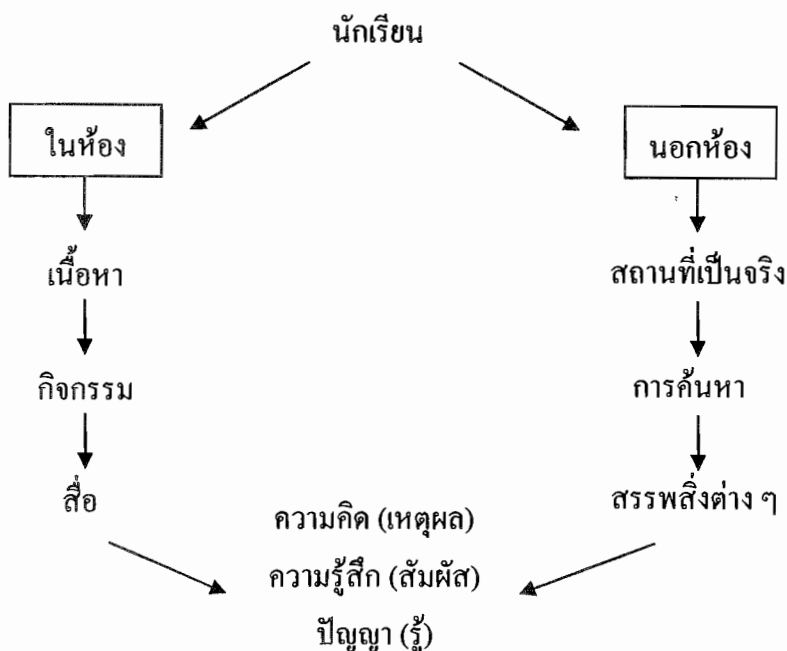 นักเรียน
ในห้อง
นอกห้อง
เนื้อหา
สถานที่เป็นจริง
กิจกรรม
การค้นหา
สื่อ
สรรพสิ่งต่าง ๆ
ความคิด (เหตุผล)
ความรู้สึก (สัมผัส)
ปัญญา (รู้)